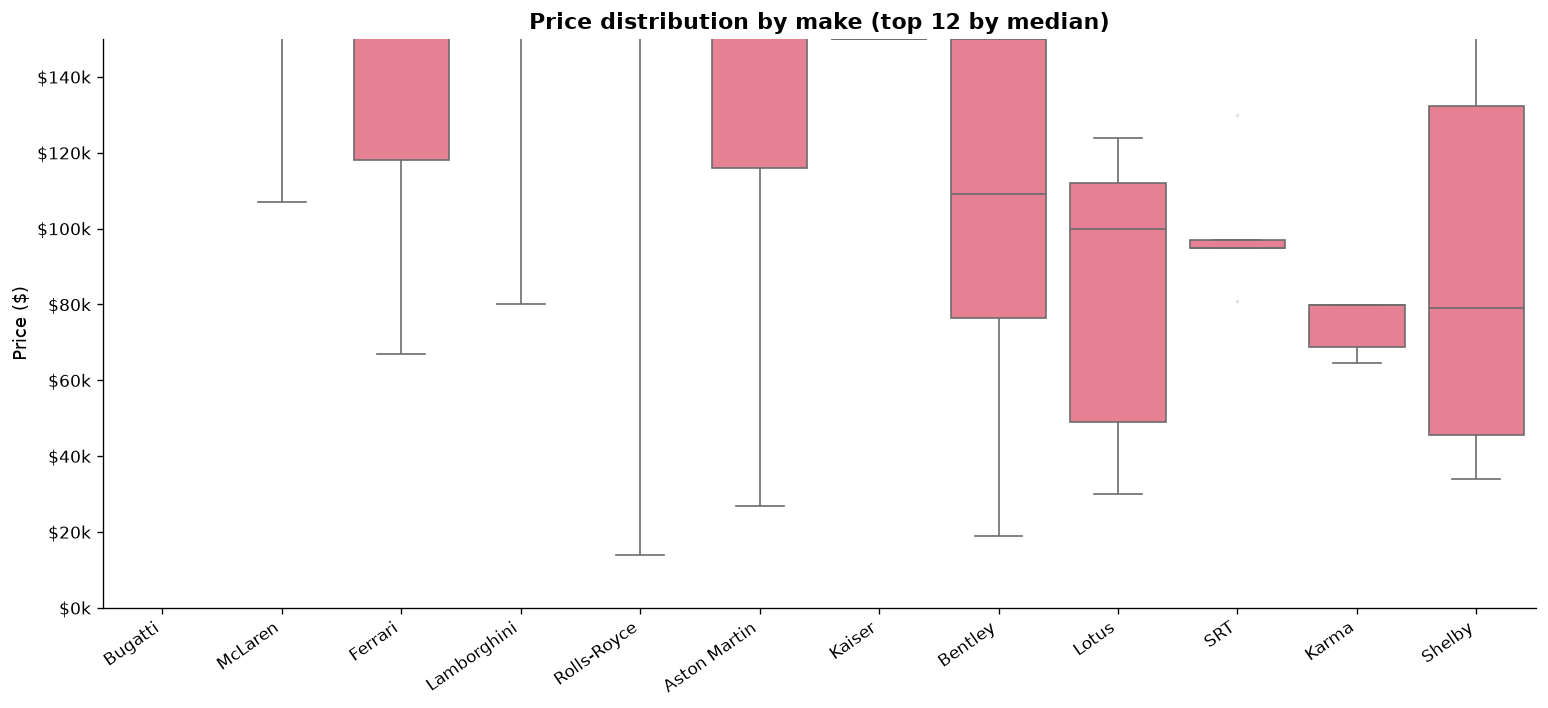 Price distribution by make (top 12 by median)
$140k
$120k
$100k
$80k
$60k
$40k
$20k
$0k
Price ($)
Bugatti
McLaren
Ferrari
Lamborghini
Rolls-Royce
Aston Martin
Kaiser
Bentley
Lotus
SRT
Karma
Shelby